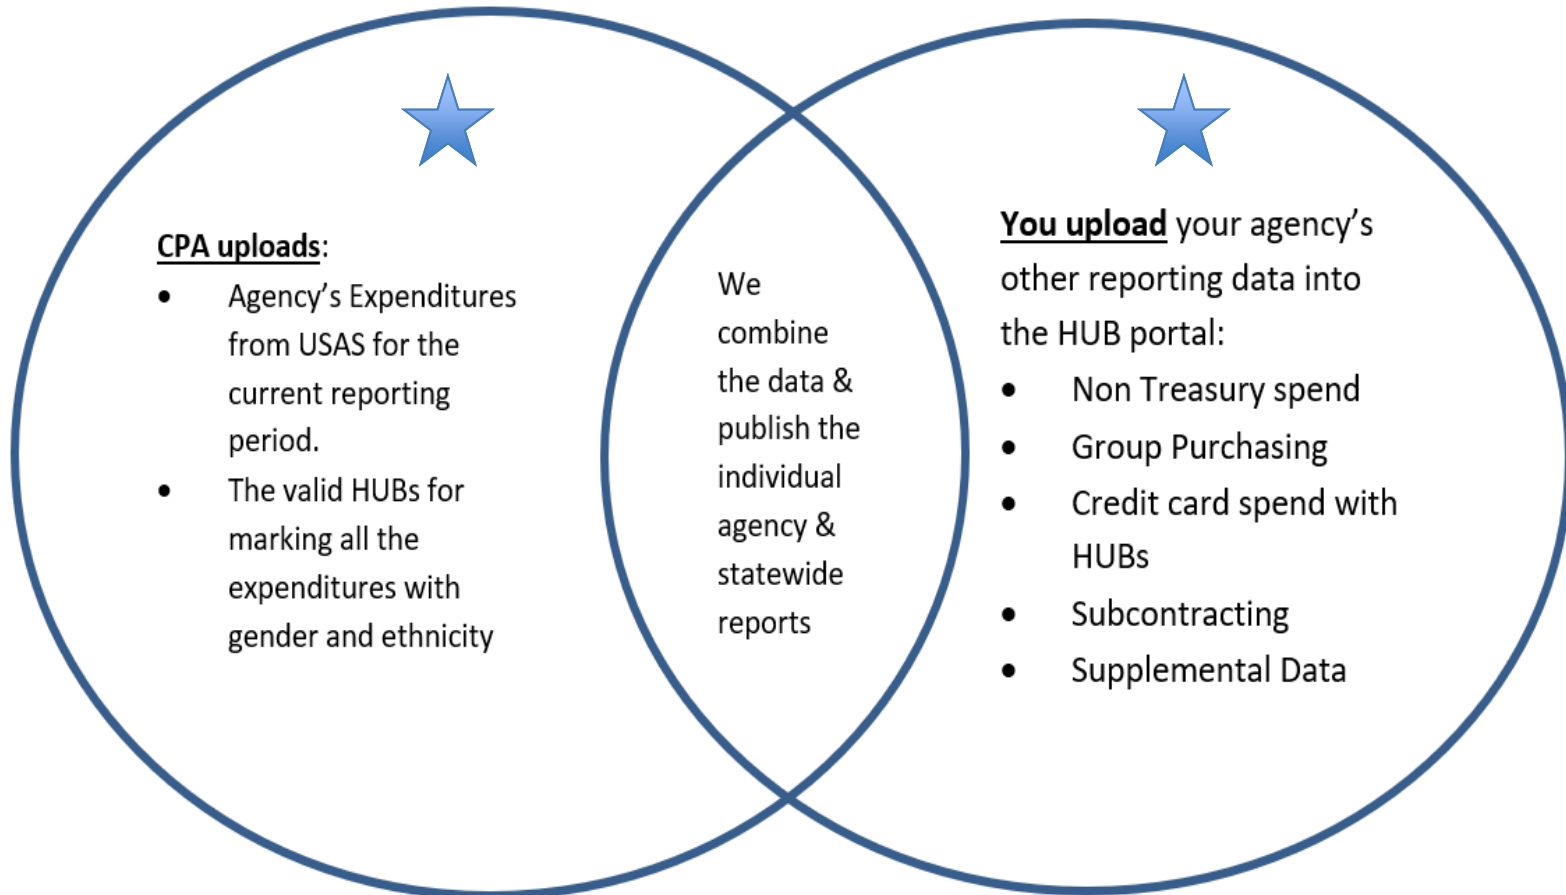 CPA uploads:
• Agency’s Expenditures
from USAS for the
current reporting
period.
• The valid HUBs for
marking all the
expenditures with
gender and ethnicity
We
combine
the data &
publish the
individual
agency &
statewide
reports
You upload your agency’s
other reporting data into
the HUB portal:
• Non Treasury spend
• Group Purchasing
• Credit card spend with
HUBs
• Subcontracting
• Supplemental Data